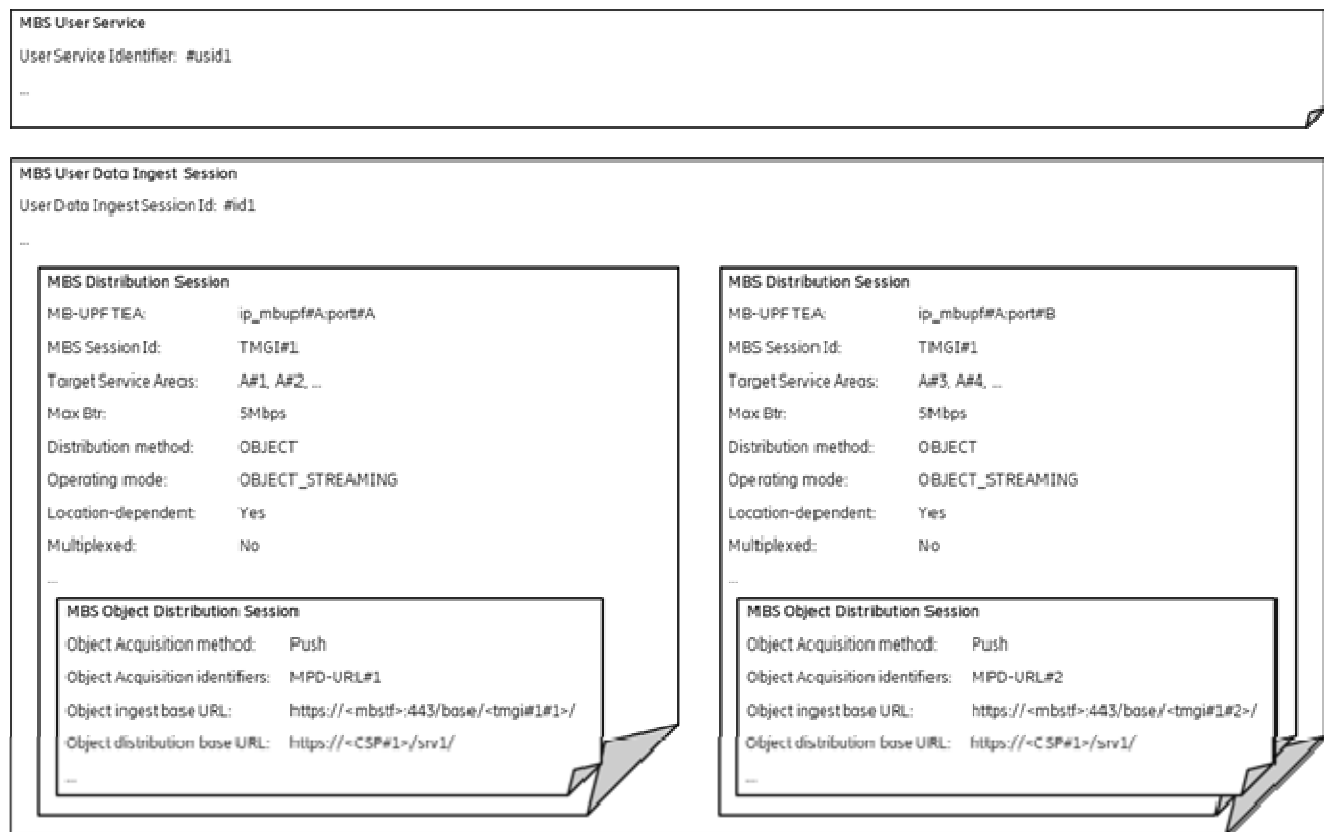 MBS User Service
User Service Identifier: #usid1
...
MBS User Data Ingest Session
User Data Ingest Session Id: #id1
...
MBS Distribution Session
MB-UPF TEA: ip_mbupf#A:port#A
MBS Session Id: TMGI#1
Target Service Areas: A#1, A#2, ...
Max Btr: 5Mbps
Distribution method: OBJECT
Operating mode: OBJECT_STREAMING
Location-dependent: Yes
Multiplexed: No
...
MBS Object Distribution Session
Object Acquisition method: Push
Object Acquisition identifiers: MPD-URL#1
Object ingest base URL: https://<mbstf>:443/base/<tmgi#1#1>/
Object distribution base URL: https://<CSP#1>/srv1/
...
MBS Distribution Session
MB-UPF TEA: ip_mbupf#A:port#B
MBS Session Id: TMGI#1
Target Service Areas: A#3, A#4, ...
Max Btr: 5Mbps
Distribution method: OBJECT
Operating mode: OBJECT_STREAMING
Location-dependent: Yes
Multiplexed: No
...
MBS Object Distribution Session
Object Acquisition method: Push
Object Acquisition identifiers: MPD-URL#2
Object ingest base URL: https://<mbstf>:443/base/<tmgi#1#2>/
Object distribution base URL: https://<CSP#1>/srv1/
...